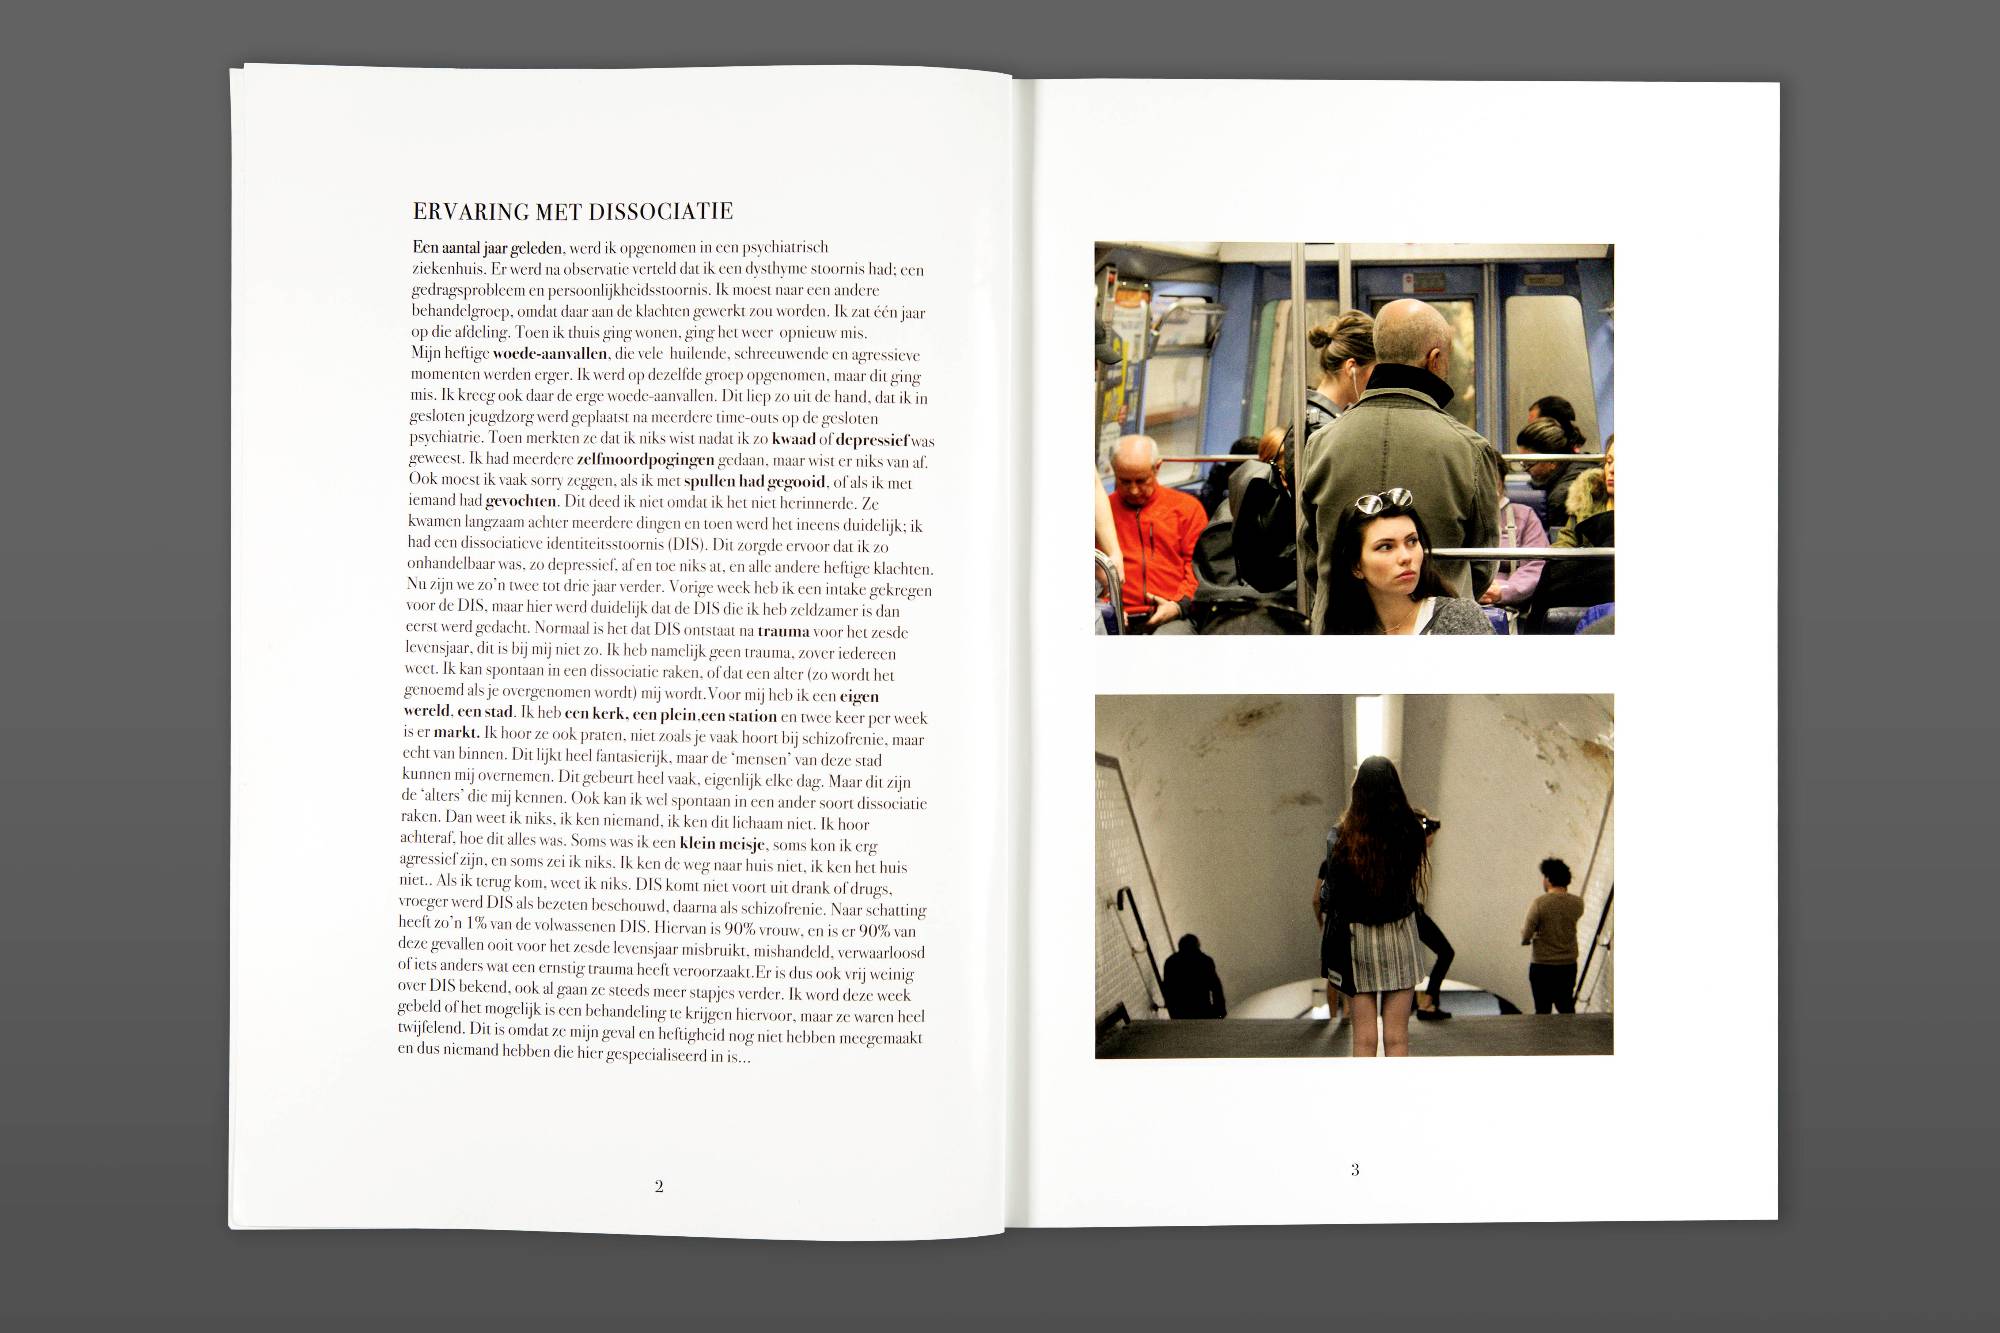 ERVARING MET DISSOCIATIE
Een aantal jaar geleden, werd ik opgenomen in een psychiatrisch
ziekenhuis. Er werd na observatie verteld dat ik een dysthyme stoornis had; een
gedragsprobleem en persoonlijkheidsstoornis. Ik moest naar een andere
behandelgroep, omdat daar aan de klachten gewerkt zou worden. Ik zat één jaar
op die afdeling. Toen ik thuis ging wonen, ging het weer opnieuw mis.
Mijn heftige woede-aanvallen, die vele huilende, schreeuwende en agressieve
momenten werden erger. Ik werd op dezelfde groep opgenomen, maar dit ging
mis. Ik kreeg ook daar de erge woede-aanvallen. Dit liep zo uit de hand, dat ik in
gesloten jeugdzorg werd geplaatst na meerdere time-outs op de gesloten
psychiatrie. Toen merkten ze dat ik niks wist nadat ik zo kwaad of depressief was
geweest. Ik had meerdere zelfmoordpogingen gedaan, maar wist er niks van af.
Ook moest ik vaak sorry zeggen, als ik met spullen had gegooid, of als ik met
iemand had gevochten. Dit deed ik niet omdat ik het niet herinnerde. Ze
kwamen langzaam achter meerdere dingen en toen werd het ineens duidelijk; ik
had een dissociatieve identiteitsstoornis (DIS). Dit zorgde ervoor dat ik zo
onhandelbaar was, zo depressief, af en toe niks at, en alle andere heftige klachten.
Nu zijn we zo'n twee tot drie jaar verder. Vorige week heb ik een intake gekregen
voor de DIS, maar hier werd duidelijk dat de DIS die ik heb zeldzamer is dan
eerst werd gedacht. Normaal is het dat DIS ontstaat na trauma voor het zesde
levensjaar, dit is bij mij niet zo. Ik heb namelijk geen trauma, zover iedereen
weet. Ik kan spontaan in een dissociatie raken, of dat een alter (zo wordt het
genoemd als je overgenomen wordt) mij wordt.Voor mij heb ik een eigen
wereld, een stad. Ik heb een kerk, een plein,een station en twee keer per week
is er markt. Ik hoor ze ook praten, niet zoals je vaak hoort bij schizofrenie, maar
echt van binnen. Dit lijkt heel fantasierijk, maar de ‘mensen’ van deze stad
kunnen mij overnemen. Dit gebeurt heel vaak, eigenlijk elke dag. Maar dit zijn
de ‘alters’ die mij kennen. Ook kan ik wel spontaan in een ander soort dissociatie
raken. Dan weet ik niks, ik ken niemand, ik ken dit lichaam niet. Ik hoor
achteraf, hoe dit alles was. Soms was ik een klein meisje, soms kon ik erg
agressief zijn, en soms zei ik niks. Ik ken de weg naar huis niet, ik ken het huis
niet.. Als ik terug kom, weet ik niks. DIS komt niet voort uit drank of drugs,
vroeger werd DIS als bezeten beschouwd, daarna als schizofrenie. Naar schatting
heeft zo'n 1% van de volwassenen DIS. Hiervan is 90% vrouw, en is er 90% van
deze gevallen ooit voor het zesde levensjaar misbruikt, mishandeld, verwaarloosd
of iets anders wat een ernstig trauma heeft veroorzaakt.Er is dus ook vrij weinig
over DIS bekend, ook al gaan ze steeds meer stapjes verder. Ik word deze week
gebeld of het mogelijk is een behandeling te krijgen hiervoor, maar ze waren heel
twijfelend. Dit is omdat ze mijn geval en heftigheid nog niet hebben meegemaakt
en dus niemand hebben die hier gespecialiseerd in is...
2
3